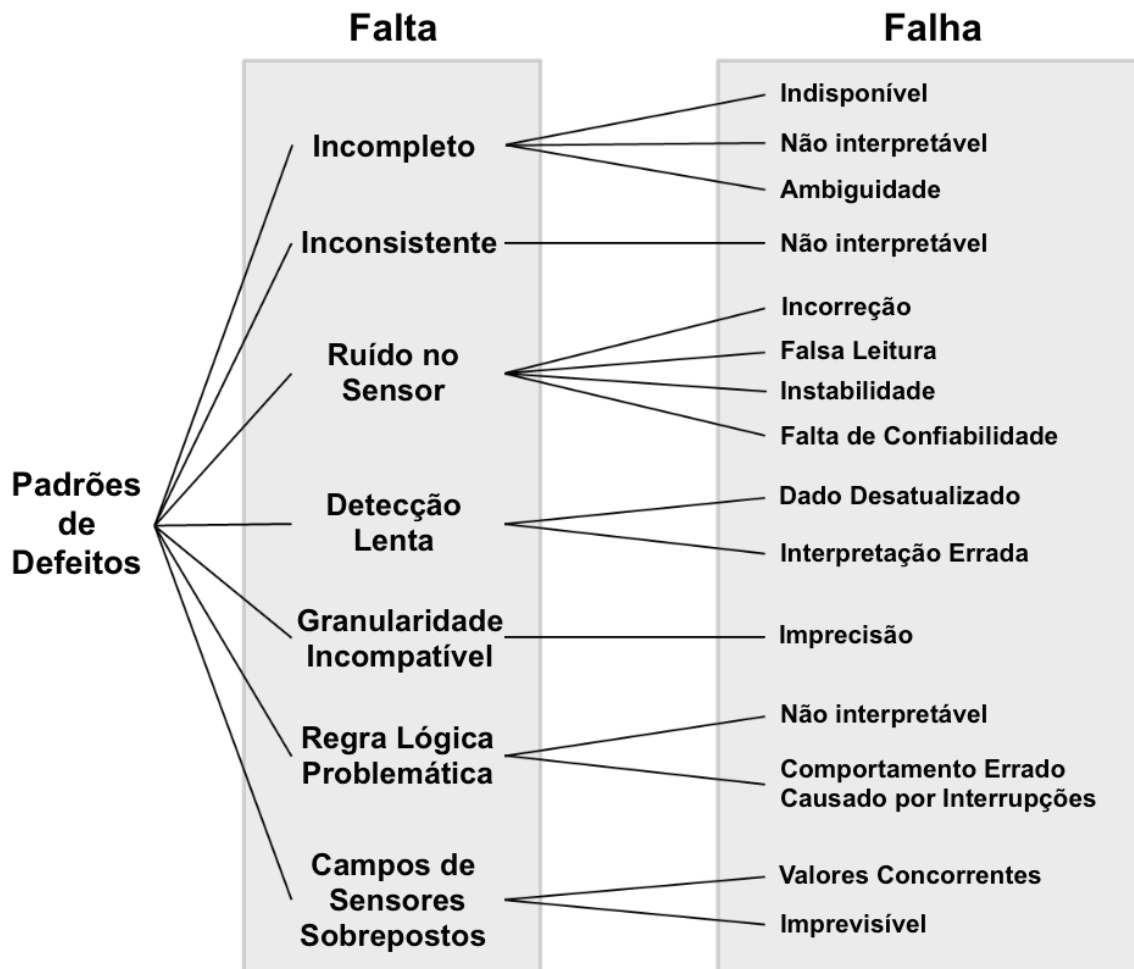 Falta
Falha
Padrões
de
Defeitos
Incompleto
Indisponível
Não interpretável
Ambiguidade
Inconsistente
Não interpretável
Ruído no
Sensor
Incorreção
Falsa Leitura
Instabilidade
Falta de Confiabilidade
Detecção
Lenta
Dado Desatualizado
Interpretação Errada
Granularidade
Incompatível
Imprecisão
Regra Lógica
Problemática
Não interpretável
Comportamento Errado
Causado por Interrupções
Campos de
Sensores
Sobrepostos
Valores Concorrentes
Imprevisível